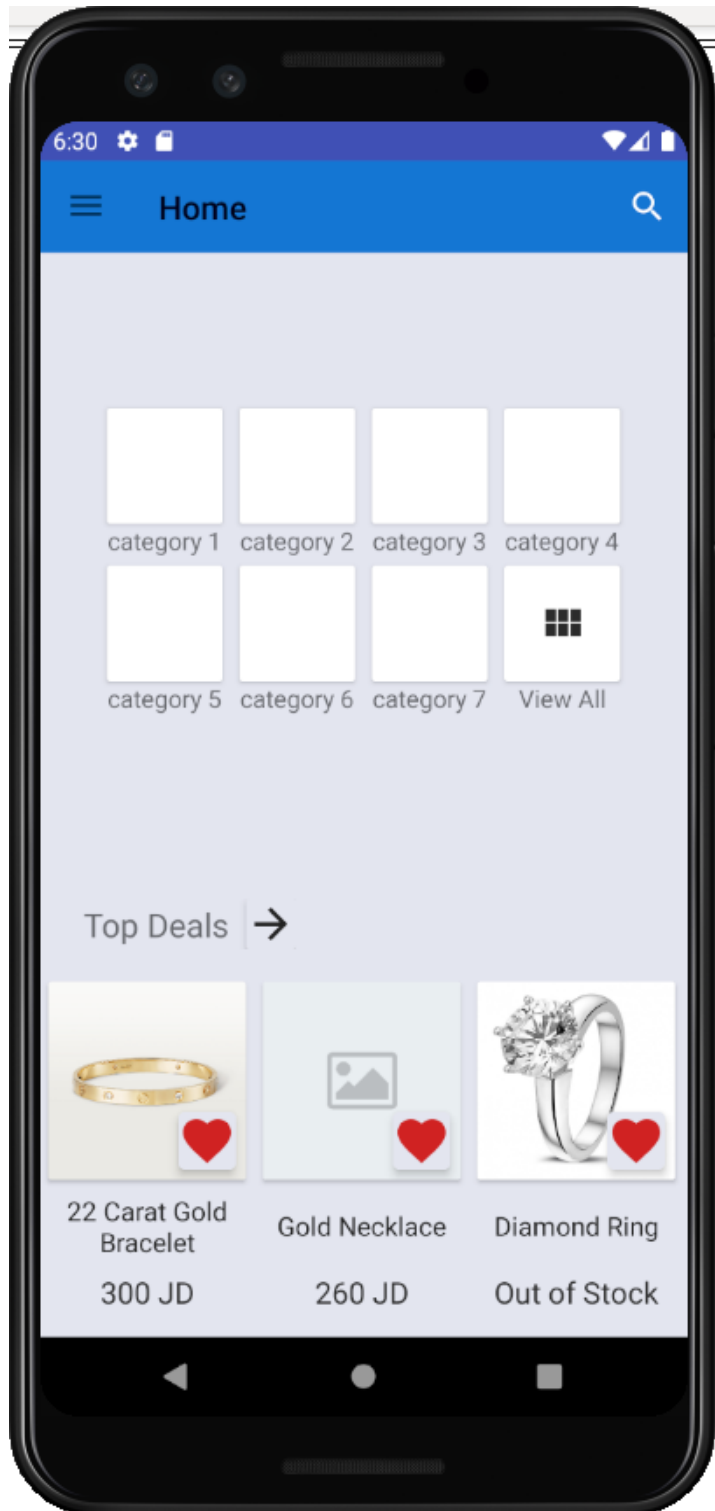 6:30
Home
category 1 category 2 category 3 category 4
category 5 category 6 category 7 View All
Top Deals
22 Carat Gold Bracelet
Gold Necklace
Diamond Ring
300 JD
260 JD
Out of Stock